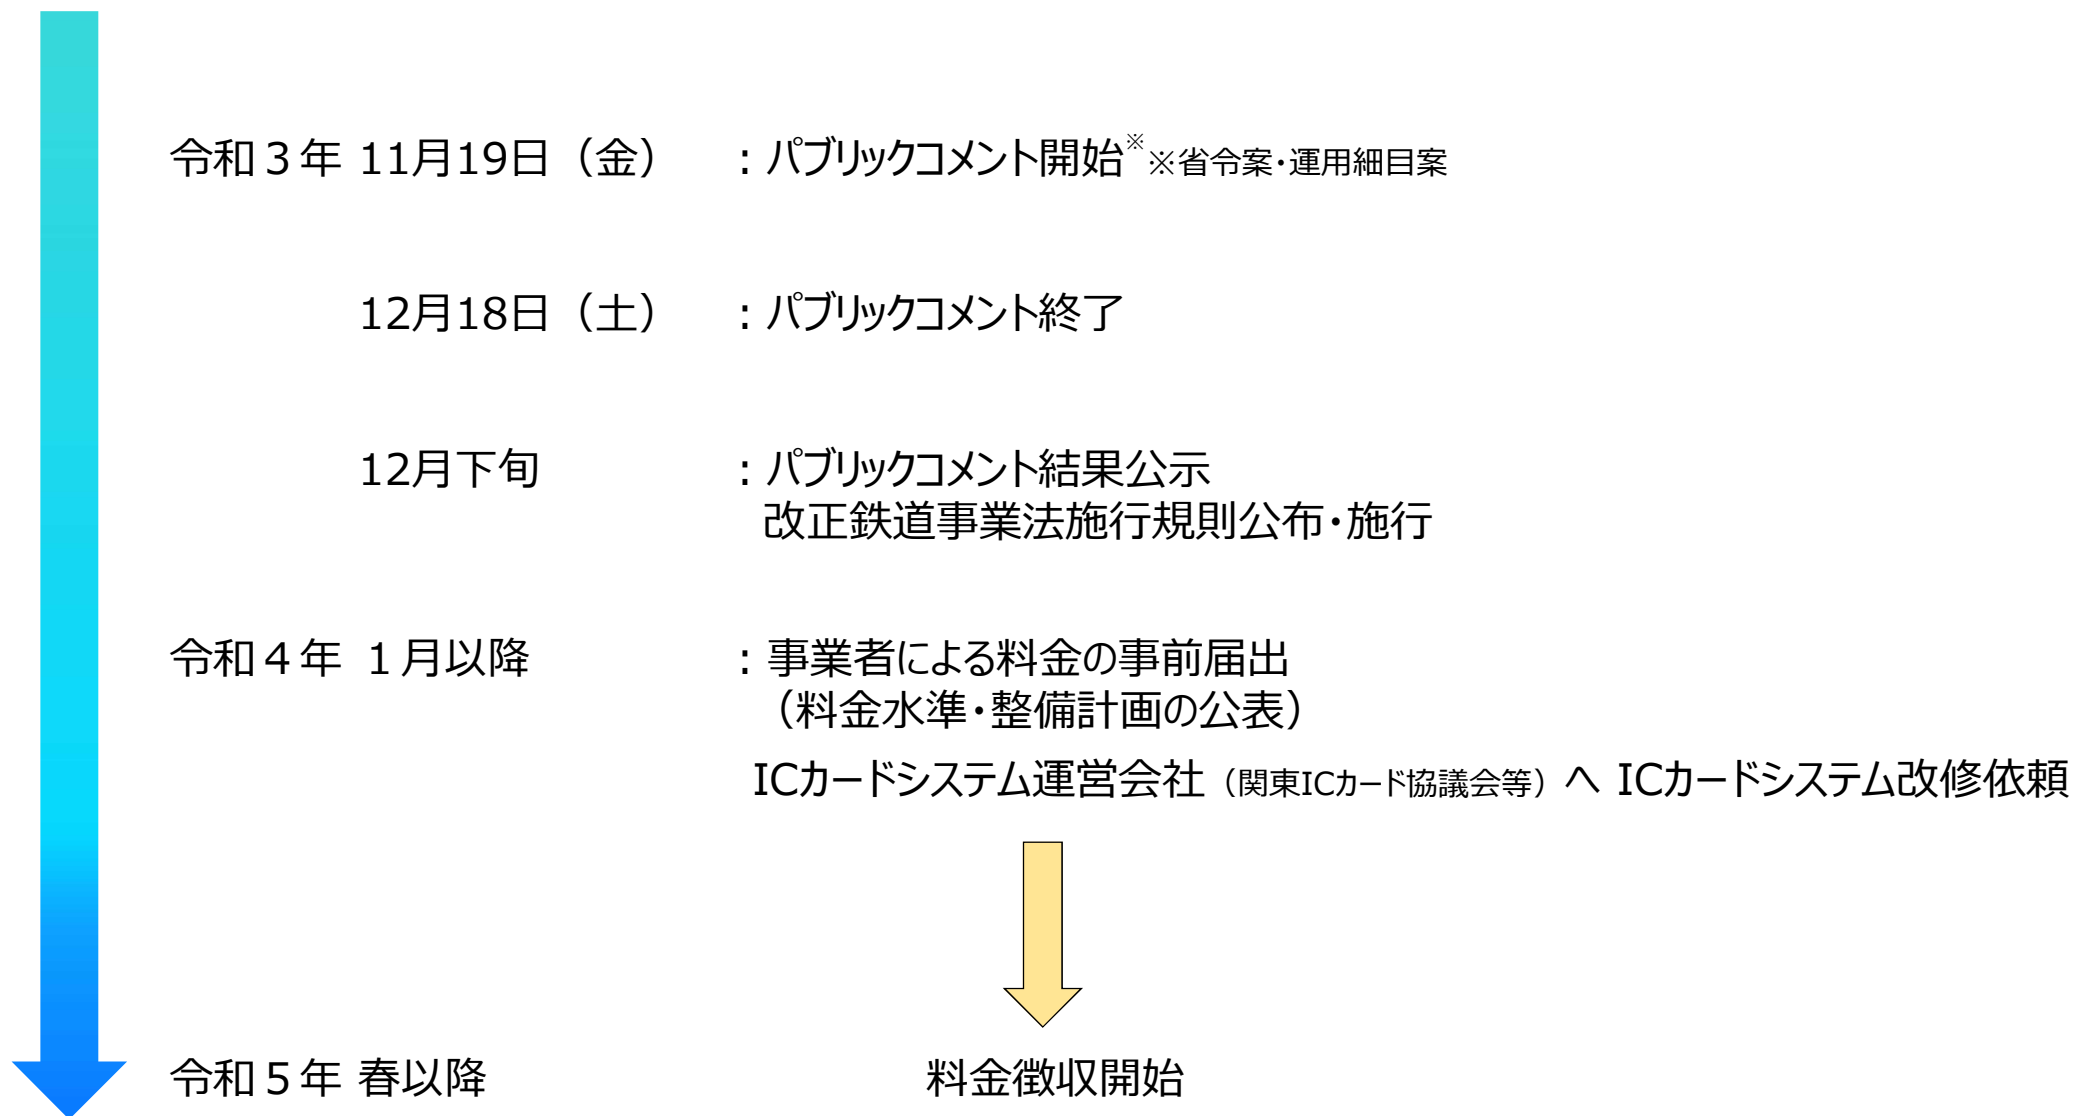 令和３年 11月19日（金） ：パブリックコメント開始※ ※省令案・運用細目案
12月18日（土） ：パブリックコメント終了
12月下旬 ：パブリックコメント結果公示
改正鉄道事業法施行規則公布・施行
令和４年 １月以降 ：事業者による料金の事前届出
（料金水準・整備計画の公表）
ICカードシステム運営会社（関東ICカード協議会等）へ ICカードシステム改修依頼
令和５年 春以降 料金徴収開始